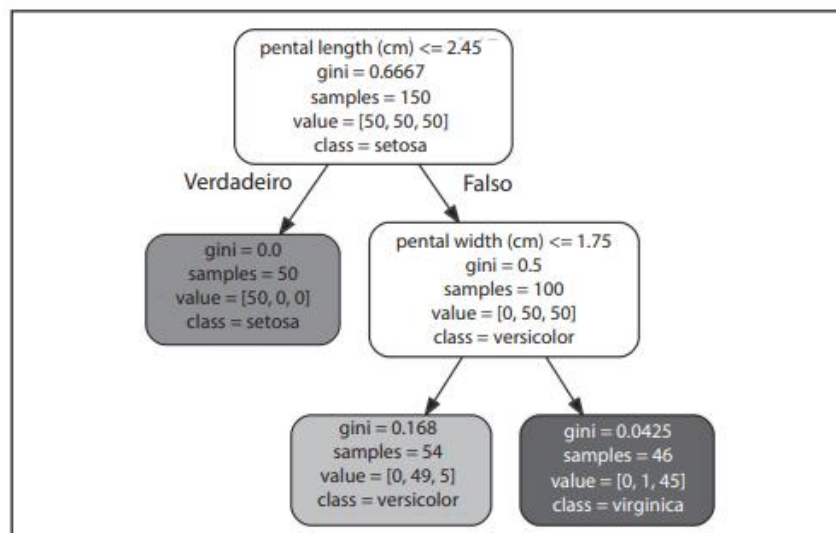 pental length (cm) <= 2.45
gini = 0.6667
samples = 150
value = [50, 50, 50]
class = setosa
Verdadeiro
Falso
gini = 0.0
samples = 50
value = [50, 0, 0]
class = setosa
pental width (cm) <= 1.75
gini = 0.5
samples = 100
value = [0, 50, 50]
class = versicolor
gini = 0.168
samples = 54
value = [0, 49, 5]
class = versicolor
gini = 0.0425
samples = 46
value = [0, 1, 45]
class = virginica